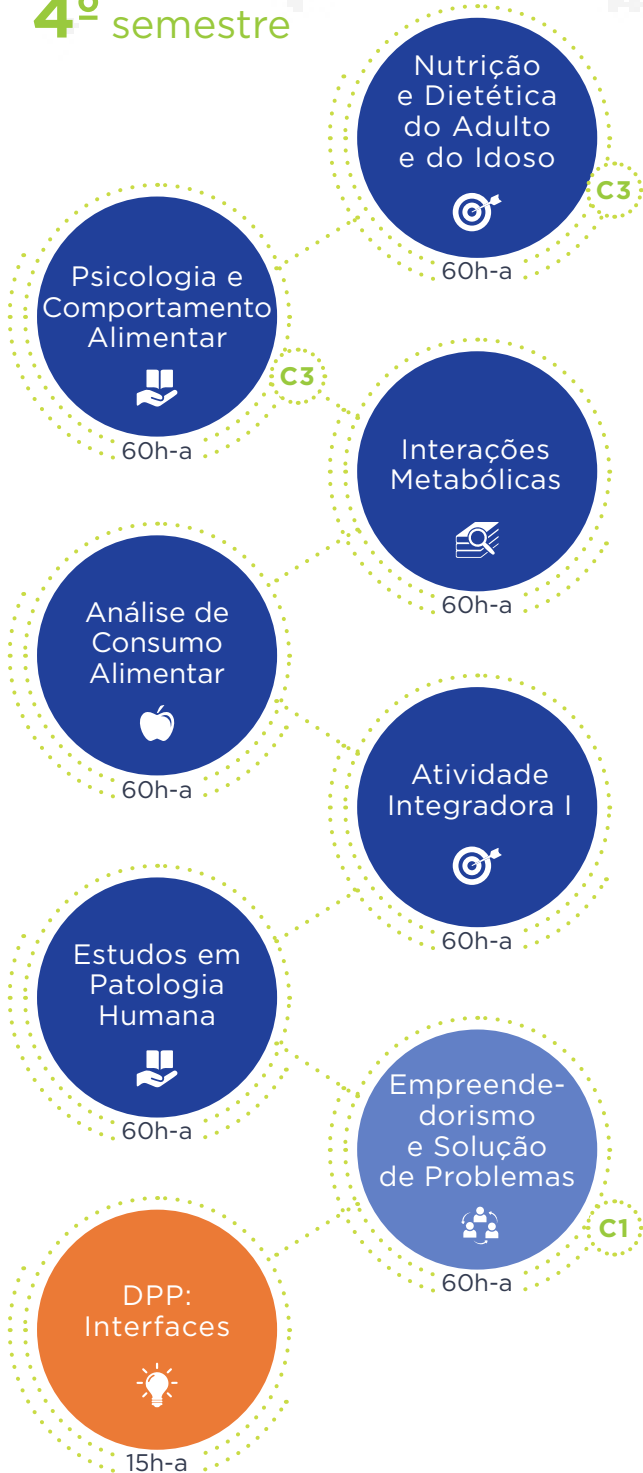 4º semestre
Nutrição
e Dietética
do Adulto
e do Idoso
C3
60h-a
Psicologia e
Comportamento
Alimentar
C3
60h-a
Interações
Metabólicas
60h-a
Análise de
Consumo
Alimentar
60h-a
Atividade
Integradora I
60h-a
Estudos em
Patologia
Humana
60h-a
Empreende-
dorismo
e Solução
de Problemas
C1
60h-a
DPP:
Interfaces
15h-a